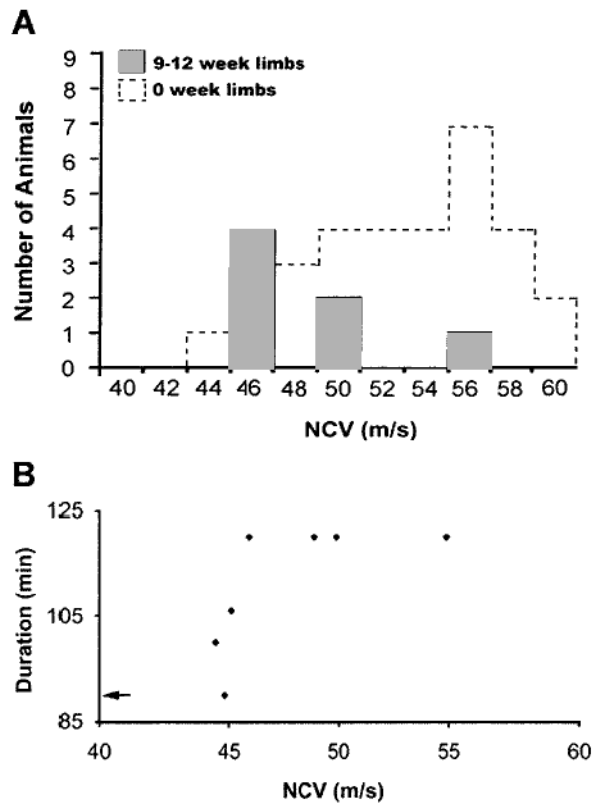 A
9
8
7
6
5
4
3
2
1
0
Number of Animals
9-12 week limbs
0 week limbs
40 42 44 46 48 50 52 54 56 58 60
NCV (m/s)
B
125
105
85
Duration (min)
40 45 50 55 60
NCV (m/s)